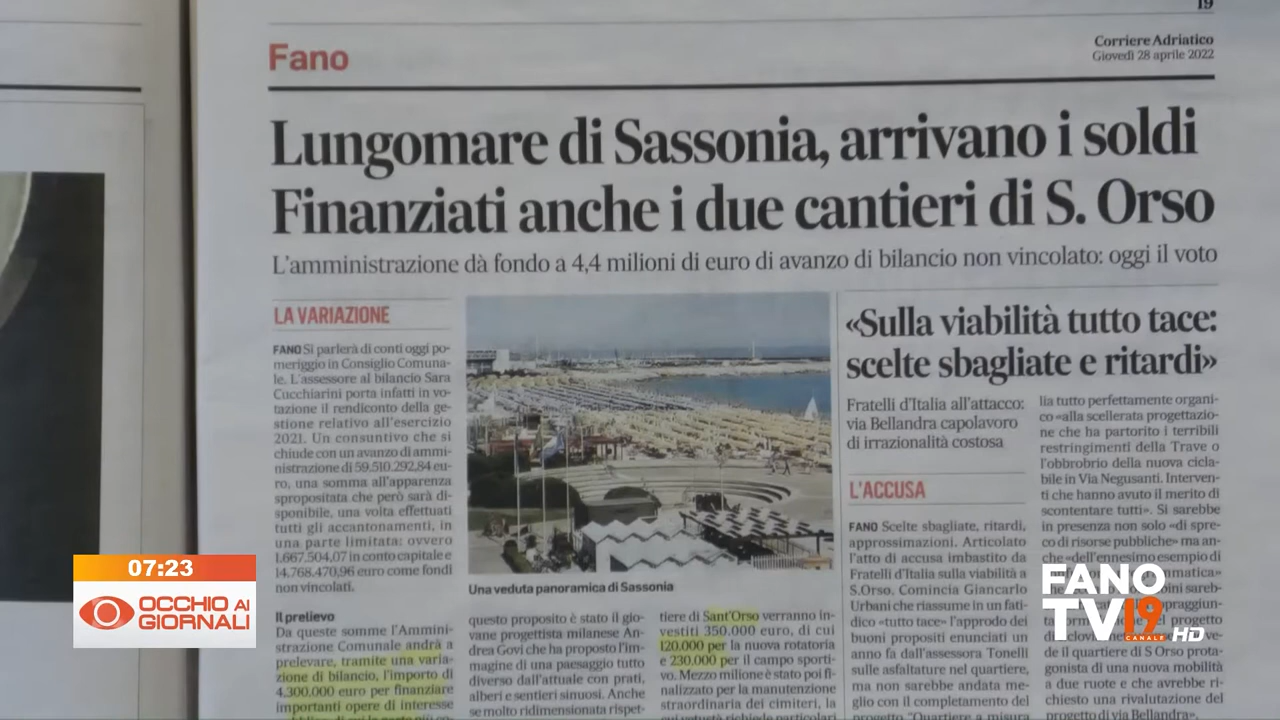 19
Fano
Corriere Adriatico
Giovedì 28 aprile 2022
Lungomare di Sassonia, arrivano i soldi
Finanziati anche i due cantieri di S. Orso
L'amministrazione dà fondo a 4,4 milioni di euro di avanzo di bilancio non vincolato: oggi il voto
LA VARIAZIONE
FANO Si parlerà di conti oggi po-
meriggio in Consiglio Comuna-
le. L'assessore al bilancio Sara
Cucchiarini porta infatti in vo-
tazione il rendiconto della ge-
stione relativo all'esercizio
2021. Un consuntivo che si
chiude con un avanzo di ammi-
nistrazione di 59.510.292,84 eu-
ro, una somma all'apparenza
spropositata che però sarà di-
sponibile, una volta effettuati
tutti gli accantonamenti, in
una parte limitata: ovvero
1.667.504,07 in conto capitale e
14.768.470,96 euro come fondi
non vincolati.
Il prelievo
Da queste somme l'Ammini-
strazione Comunale andà a
prelevare, tramite una varia-
zione di bilancio, l'importo di
4.300.000 euro per finanziare
importanti opere di interesse
Una veduta panoramica di Sassonia
questo proposito è stato il gio-
vane progettista milanese An-
drea Govi che ha proposto l'im-
magine di una paesaggio tutto
diverso dall'attuale con prati,
alberi e sentieri sinuosi. Anche
se molto ridimensionata rispet-
tiere di Sant'Orso verranno in-
vestiti 350.000 euro, di cui
120.000 per la nuova rotatoria
e 230.000 per il campo sporti-
vo. Mezzo milione è stato poi fi-
nalizzato per la manutenzione
straordinaria dei cimiteri, la
cui vetustà richiede particolari
«Sulla viabilità tutto tace:
scelte sbagliate e ritardi»
Fratelli d'Italia all'attacco:
via Bellandra capolavoro
di irrazionalità costosa
L'ACCUSA
FANO Scelte sbagliate, ritardi,
approssimazioni. Articolato
l'atto di accusa imbastito da
Fratelli d'Italia sulla viabilità a
S.Orso. Comincia Giancarlo
Urbani che riassume in un fati-
dico «tutto tace» l'approdo dei
buoni propositi enunciati un
anno fa dall'assessora Tonelli
sulle asfaltature nel quartiere,
ma non sarebbe andata me-
glio con il completamento del
progetto "Quartiere a misura
lia tutto perfettamente organi-
co «alla scellerata progettazio-
ne che ha partorito i terribili
restringimenti della Trave o
l'obbrobrio della nuova cicla-
bile in Via Negusanti. Interven-
ti che hanno avuto il merito di
scontentare tutti». Si sarebbe
in presenza non solo «di spre-
co di risorse pubbliche» ma an-
che «dell'ennesimo esempio di
de il quartiere di S Orso prota-
gonista di una nuova mobilità
a due ruote e che avrebbe ri-
chiesto una rivalutazione del
progetto di via Bellandra».
07:23
OCCHIO AI
GIORNALI
FANO
TV19
CANALE
HD